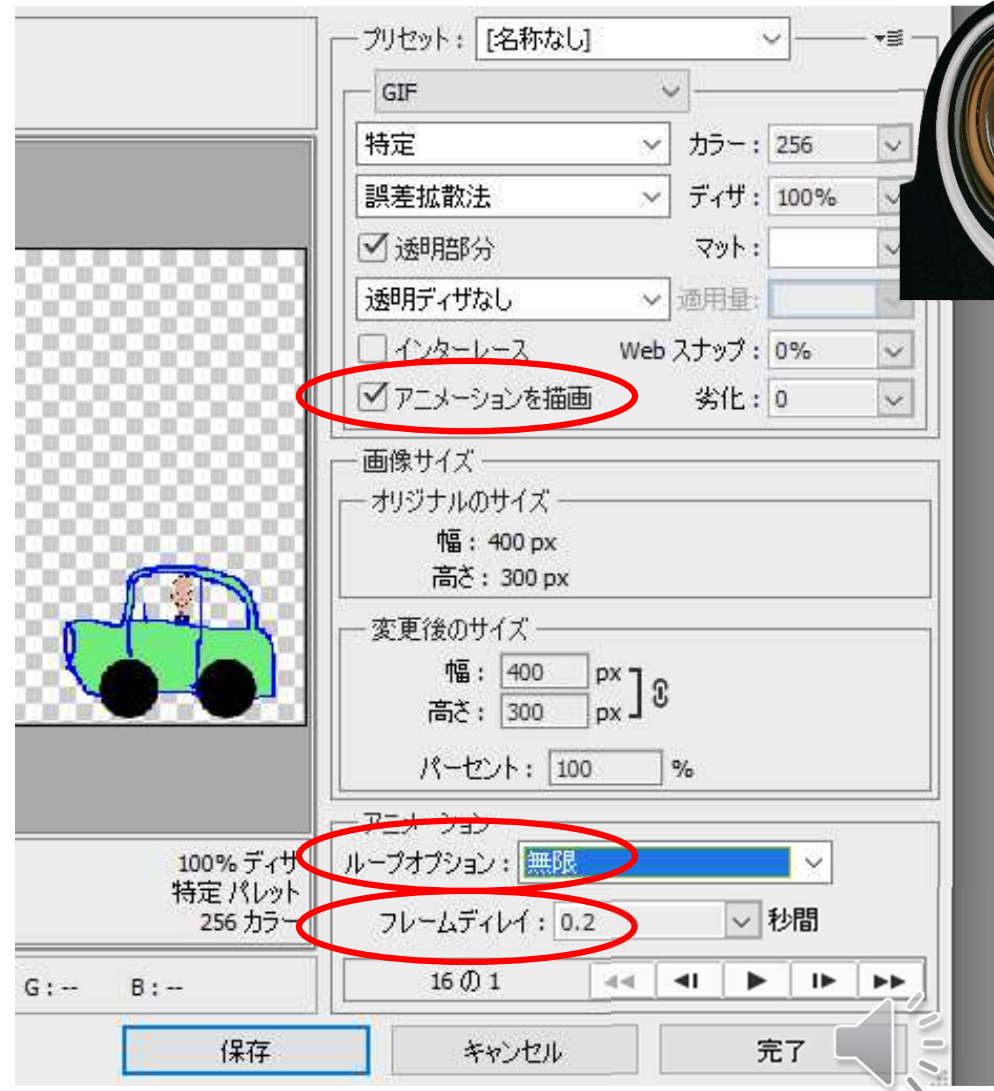 プリセット： [名称なし]
GIF
特定 カラー： 256
誤差拡散法 ディザ： 100%
透明部分 マット：
透明ディザなし 適用量：
インターレース Web スナップ： 0%
アニメーションを描画 劣化： 0
画像サイズ
オリジナルのサイズ
幅： 400 px
高さ： 300 px
変更後のサイズ
幅： 400 px
高さ： 300 px
パーセント： 100 %
アニメーション
100% ディザ
特定 パレット
256 カラー
ループオプション： 無限
フレームディレイ： 0.2 秒間
G： -- B： --
16 の 1
保存 キャンセル 完了